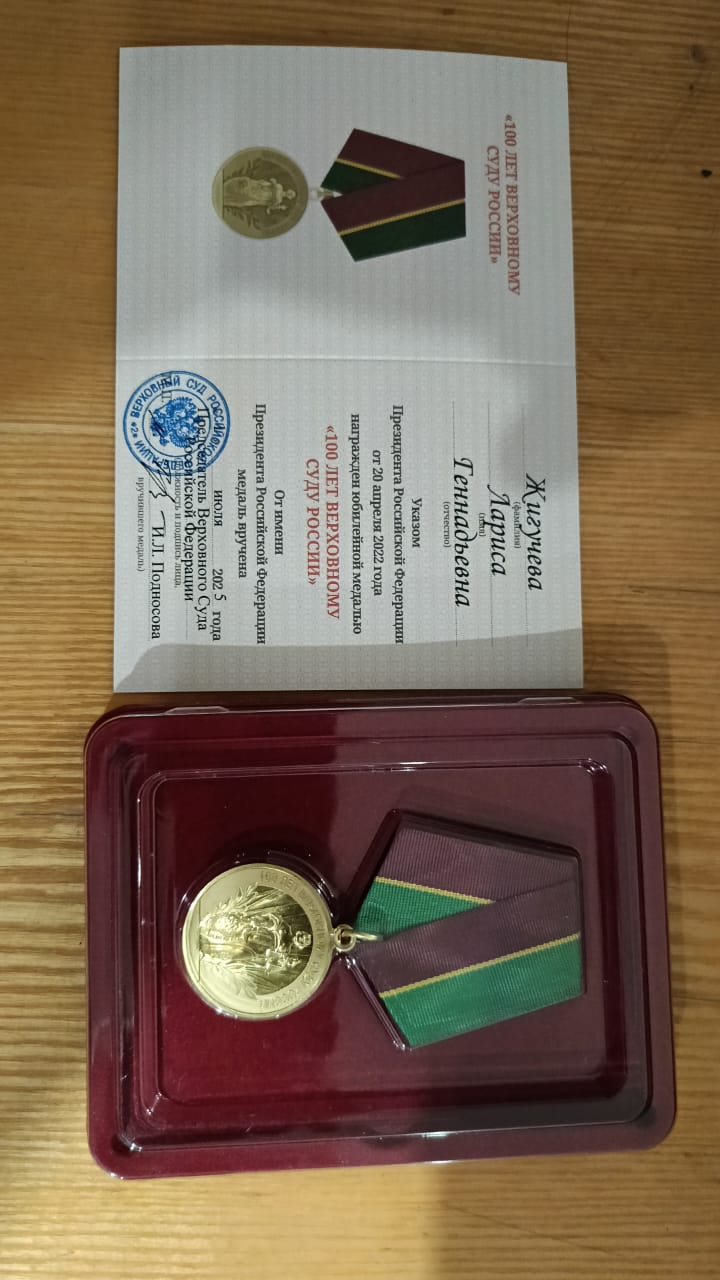 «100 ЛЕТ ВЕРХОВНОМУ
СУДУ РОССИИ»
Жигучева
(фамилия)
Лариса
(имя)
Геннадьевна
(отчество)
Указом
Президента Российской Федерации
от 20 апреля 2022 года
награжден юбилейной медалью
«100 ЛЕТ ВЕРХОВНОМУ
СУДУ РОССИИ»
От имени
Президента Российской Федерации
медаль вручена
июля 2025 года
Председатель Верховного Суда
Российской Федерации
и подпись лица,
И.Л. Подносова
вручившего медаль)
ВЕРХОВНЫЙ СУД РОССИЙСКОЙ
*2*